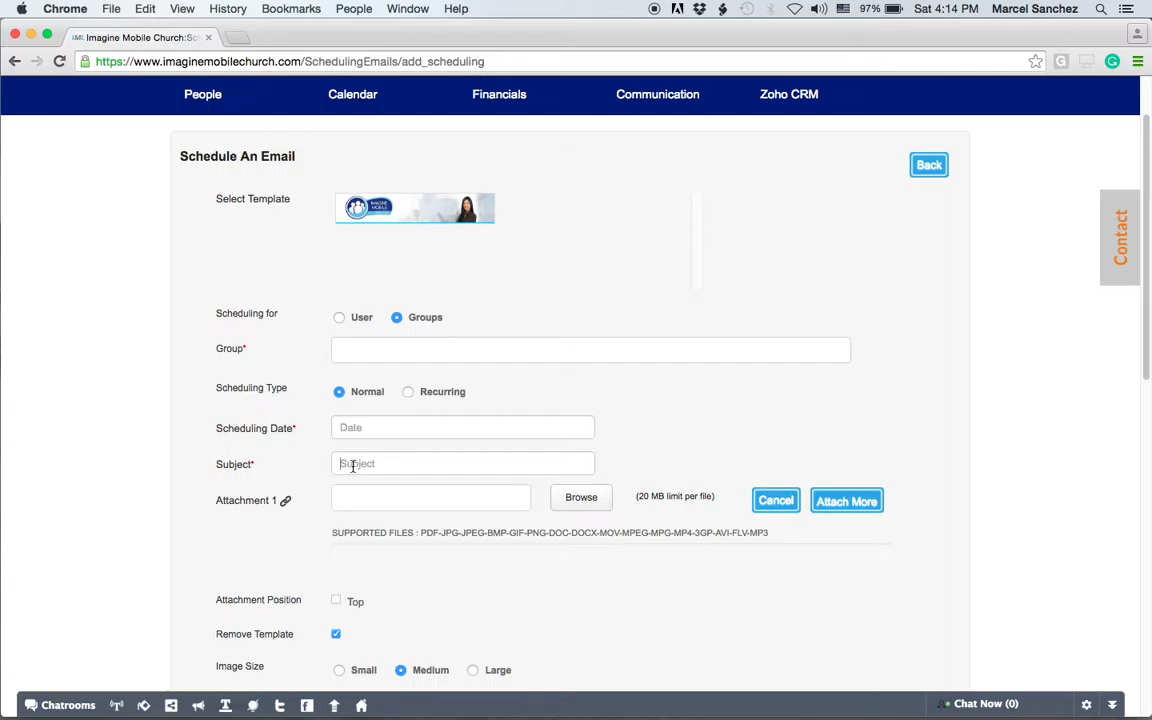 Chrome File Edit View History Bookmarks People Window Help 97% Sat 4:14 PM Marcel Sanchez
Imagine Mobile Church:Sc
https://www.imaginemobilechurch.com/SchedulingEmails/add_scheduling
People Calendar Financials Communication Zoho CRM
Schedule An Email
Back
Select Template
IMAGINE
MOBILE
Contact
Scheduling for User Groups
Group*
Scheduling Type Normal Recurring
Scheduling Date* Date
Subject* Subject
Attachment 1 Browse (20 MB limit per file) Cancel Attach More
SUPPORTED FILES : PDF-JPG-JPEG-BMP-GIF-PNG-DOC-DOCX-MOV-MPEG-MPG-MP4-3GP-AVI-FLV-MP3
Attachment Position Top
Remove Template
Image Size Small Medium Large
Chatrooms Chat Now (0)